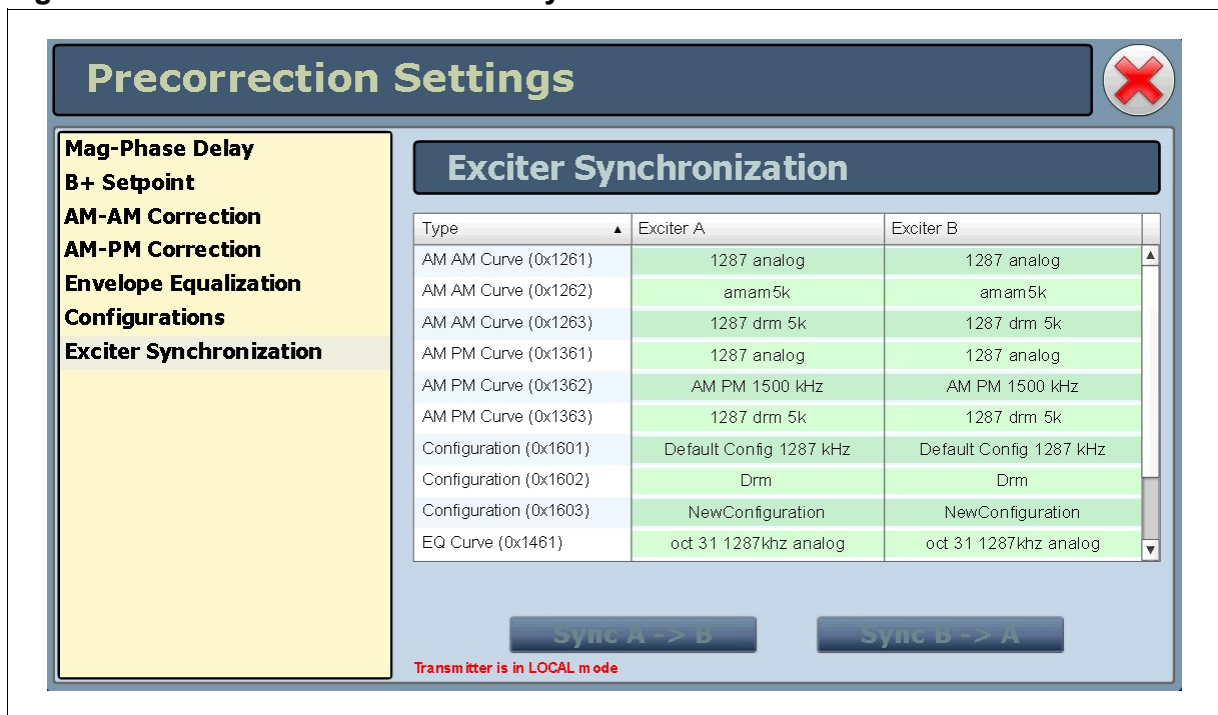 Precorrection Settings
Mag-Phase Delay
B+ Setpoint
AM-AM Correction
AM-PM Correction
Envelope Equalization
Configurations
Exciter Synchronization
Exciter Synchronization
Type Exciter A Exciter B
AM AM Curve (0x1261) 1287 analog 1287 analog
AM AM Curve (0x1262) amam5k amam5k
AM AM Curve (0x1263) 1287 drm 5k 1287 drm 5k
AM PM Curve (0x1361) 1287 analog 1287 analog
AM PM Curve (0x1362) AM PM 1500 kHz AM PM 1500 kHz
AM PM Curve (0x1363) 1287 drm 5k 1287 drm 5k
Configuration (0x1601) Default Config 1287 kHz Default Config 1287 kHz
Configuration (0x1602) Drm Drm
Configuration (0x1603) NewConfiguration NewConfiguration
EQ Curve (0x1461) oct 31 1287khz analog oct 31 1287khz analog
Sync A -> B Sync B -> A
Transmitter is in LOCAL mode